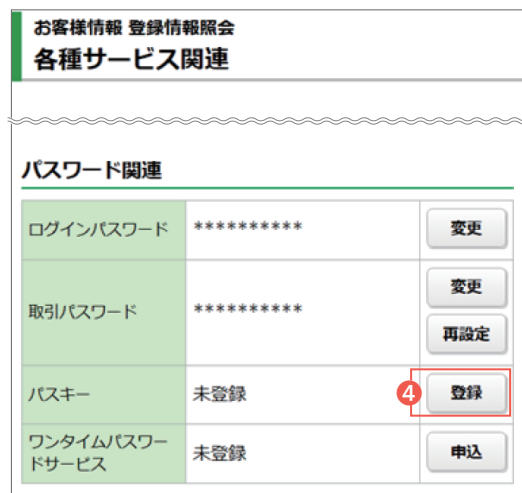 お客様情報 登録情報照会
各種サービス関連
パスワード関連
ログインパスワード ********** 変更
取引パスワード ********** 変更
再設定
パスキー 未登録 4 登録
ワンタイムパスワー
ドサービス 未登録 申込